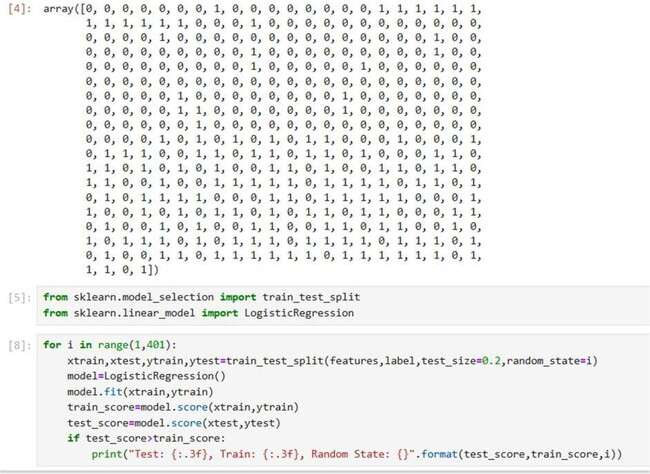 [4]: array([0, 0, 0, 0, 0, 0, 0, 1, 0, 0, 0, 0, 0, 0, 0, 0, 1, 1, 1, 1, 1, 1,
1, 1, 1, 1, 1, 1, 0, 0, 0, 1, 0, 0, 0, 0, 0, 0, 0, 0, 0, 0, 0, 0,
0, 0, 0, 0, 1, 0, 0, 0, 0, 0, 0, 0, 0, 0, 0, 0, 0, 0, 0, 1, 0, 0,
0, 0, 0, 0, 0, 0, 0, 0, 0, 1, 0, 0, 0, 0, 0, 0, 0, 0, 0, 1, 0, 0,
0, 0, 0, 0, 0, 0, 0, 0, 0, 1, 0, 0, 0, 0, 0, 1, 0, 0, 0, 0, 0, 0,
0, 0, 0, 0, 0, 0, 0, 0, 0, 0, 0, 0, 0, 0, 0, 0, 0, 0, 0, 0, 0, 0,
0, 0, 0, 0, 0, 1, 0, 0, 0, 0, 0, 0, 0, 0, 1, 0, 0, 0, 0, 0, 0, 0,
0, 0, 0, 0, 0, 1, 1, 0, 0, 0, 0, 0, 0, 0, 1, 0, 0, 0, 0, 0, 0, 0,
0, 0, 0, 0, 0, 0, 0, 0, 0, 0, 0, 0, 0, 0, 0, 0, 0, 0, 0, 0, 0, 0,
0, 0, 0, 0, 1, 0, 1, 0, 1, 0, 1, 0, 1, 1, 0, 0, 0, 1, 0, 0, 0, 1,
0, 1, 1, 1, 0, 0, 1, 1, 0, 1, 1, 0, 1, 1, 0, 1, 0, 0, 0, 1, 1, 0,
1, 1, 0, 1, 0, 1, 0, 1, 0, 0, 1, 1, 0, 1, 0, 0, 1, 1, 0, 1, 1, 0,
1, 1, 0, 0, 1, 0, 0, 1, 1, 1, 1, 1, 0, 1, 1, 1, 1, 0, 1, 1, 0, 1,
0, 1, 0, 1, 1, 1, 1, 0, 0, 0, 1, 1, 0, 1, 1, 1, 1, 1, 0, 0, 0, 1,
1, 0, 0, 1, 0, 1, 0, 1, 1, 0, 1, 0, 1, 1, 0, 1, 1, 0, 0, 0, 1, 1,
0, 1, 0, 0, 1, 0, 1, 0, 0, 1, 1, 0, 0, 1, 1, 0, 1, 1, 0, 0, 1, 0,
1, 0, 1, 1, 1, 0, 1, 0, 1, 1, 1, 0, 1, 1, 1, 1, 0, 1, 1, 1, 0, 1,
0, 1, 0, 0, 1, 1, 0, 1, 1, 1, 1, 1, 1, 0, 1, 1, 1, 1, 1, 1, 0, 1,
1, 1, 0, 1])
[5]: from sklearn.model_selection import train_test_split
from sklearn.linear_model import LogisticRegression
[8]: for i in range(1,401):
xtrain,xtest,ytrain,ytest=train_test_split(features,label,test_size=0.2,random_state=i)
model=LogisticRegression()
model.fit(xtrain,ytrain)
train_score=model.score(xtrain,ytrain)
test_score=model.score(xtest,ytest)
if test_score>train_score:
print("Test: {:.3f}, Train: {:.3f}, Random State: {}".format(test_score,train_score,i))